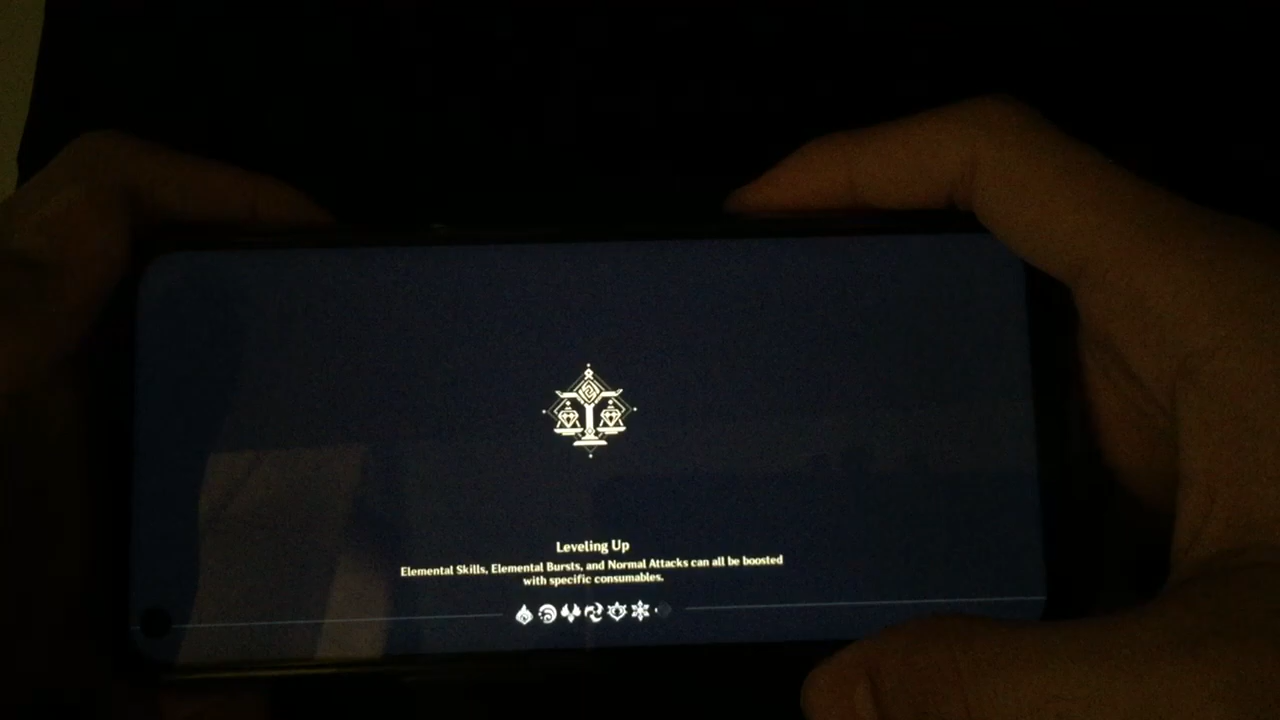 Leveling Up
Elemental Skills, Elemental Bursts, and Normal Attacks can all be boosted
with specific consumables.